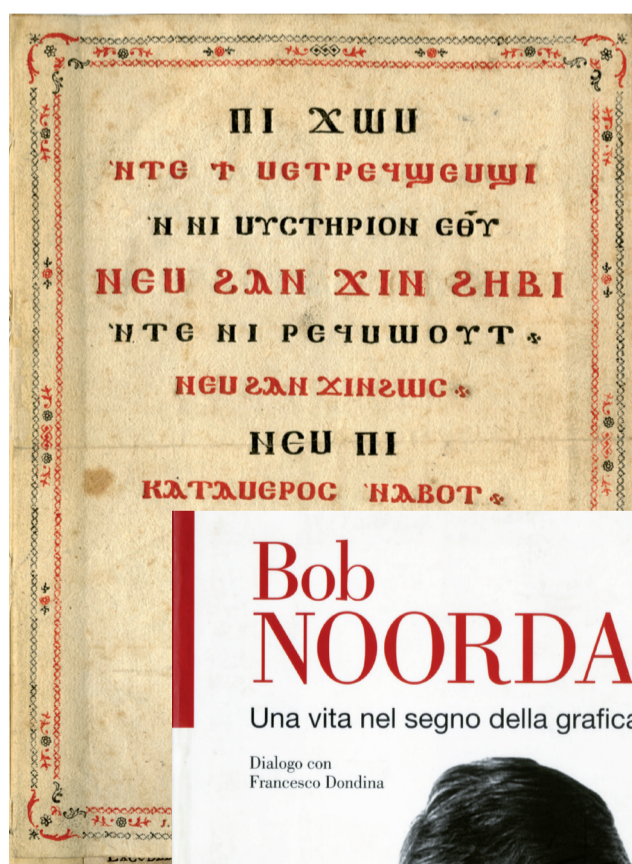 ⲠⲒ ϪⲰⲘ
ⲚⲦⲈ ϯ ⲘⲈⲦⲢⲈϤϢⲈⲘϢⲒ
Ⲛ ⲚⲒ ⲘⲨⲤⲦⲎⲢⲒⲞⲚ ⲈⲐⲨ
ⲚⲈⲘ ϨⲀⲚ ϪⲒⲚ ϨⲎⲂⲒ
ⲚⲦⲈ ⲚⲒ ⲢⲈϤⲘⲰⲞⲨⲦ
ⲚⲈⲘ ϨⲀⲚ ϪⲒⲚϨⲰⲤ
ⲚⲈⲘ ⲠⲒ
ⲔⲀⲦⲀⲘⲈⲢⲞⲤ ⲚⲀⲂⲞⲦ
Bob
NOORDA
Una vita nel segno della grafica
Dialogo con
Francesco Dondina